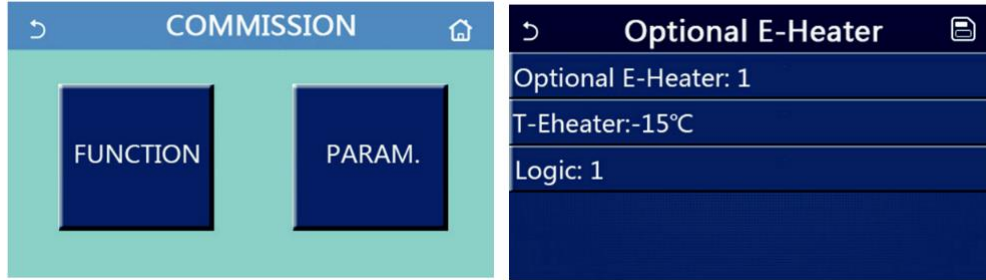 COMMISSION
FUNCTION
PARAM.
Optional E-Heater
Optional E-Heater: 1
T-Eheater:-15℃
Logic: 1